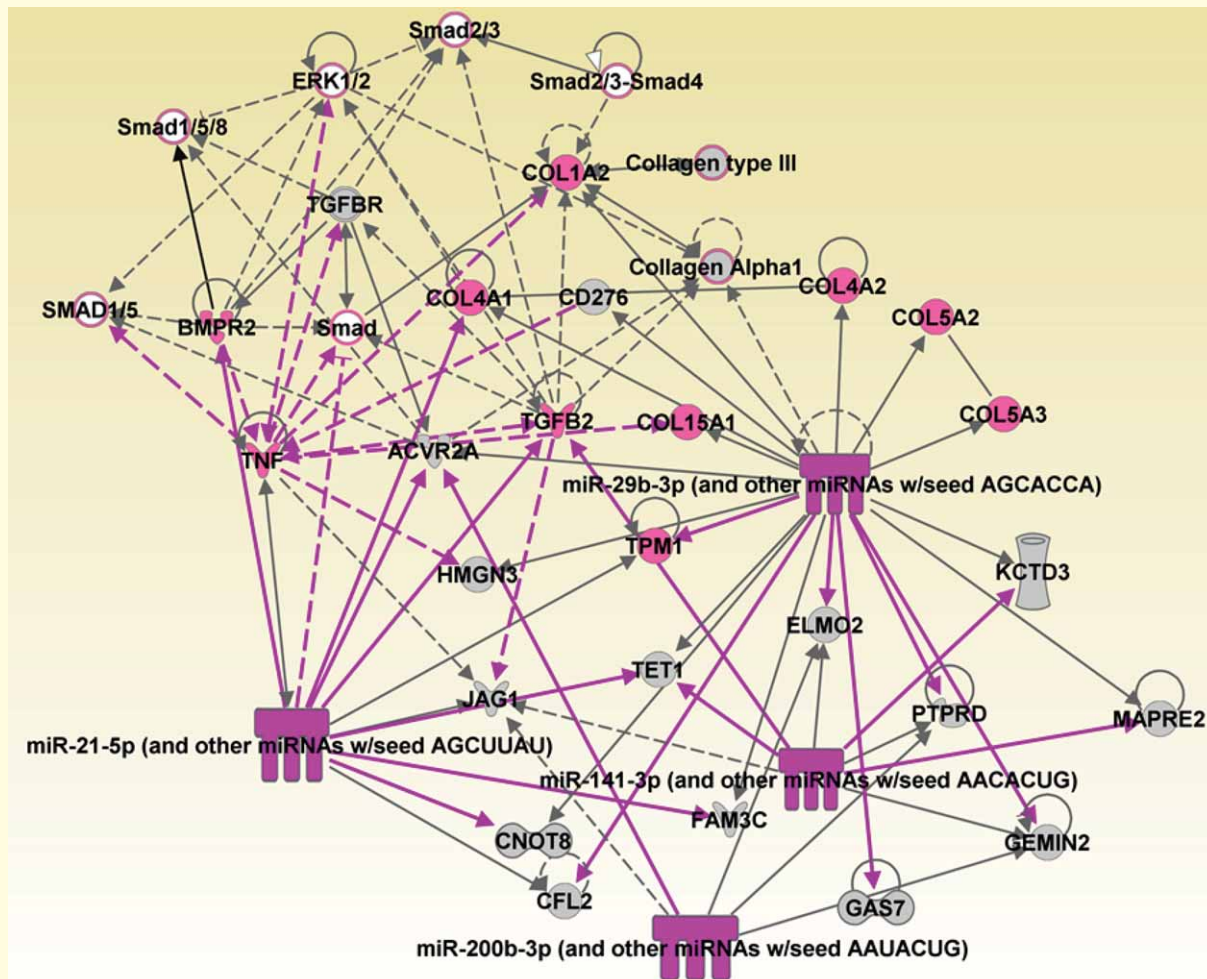 Smad2/3
ERK1/2
Smad2/3-Smad4
Smad1/5/8
COL1A2
Collagen type III
TGFBR
Collagen Alpha1
COL4A1
CD276
COL4A2
SMAD1/5
BMPR2
Smad
COL5A2
TGFB2
COL15A1
COL5A3
TNF
ACVR2A
miR-29b-3p (and other miRNAs w/seed AGCACCA)
TPM1
HMGN3
KCTD3
ELMO2
TET1
JAG1
PTPRD
MAPRE2
miR-21-5p (and other miRNAs w/seed AGCUUAU)
miR-141-3p (and other miRNAs w/seed AACACUG)
FAM3C
CNOT8
GEMIN2
CFL2
GAS7
miR-200b-3p (and other miRNAs w/seed AAUACUG)